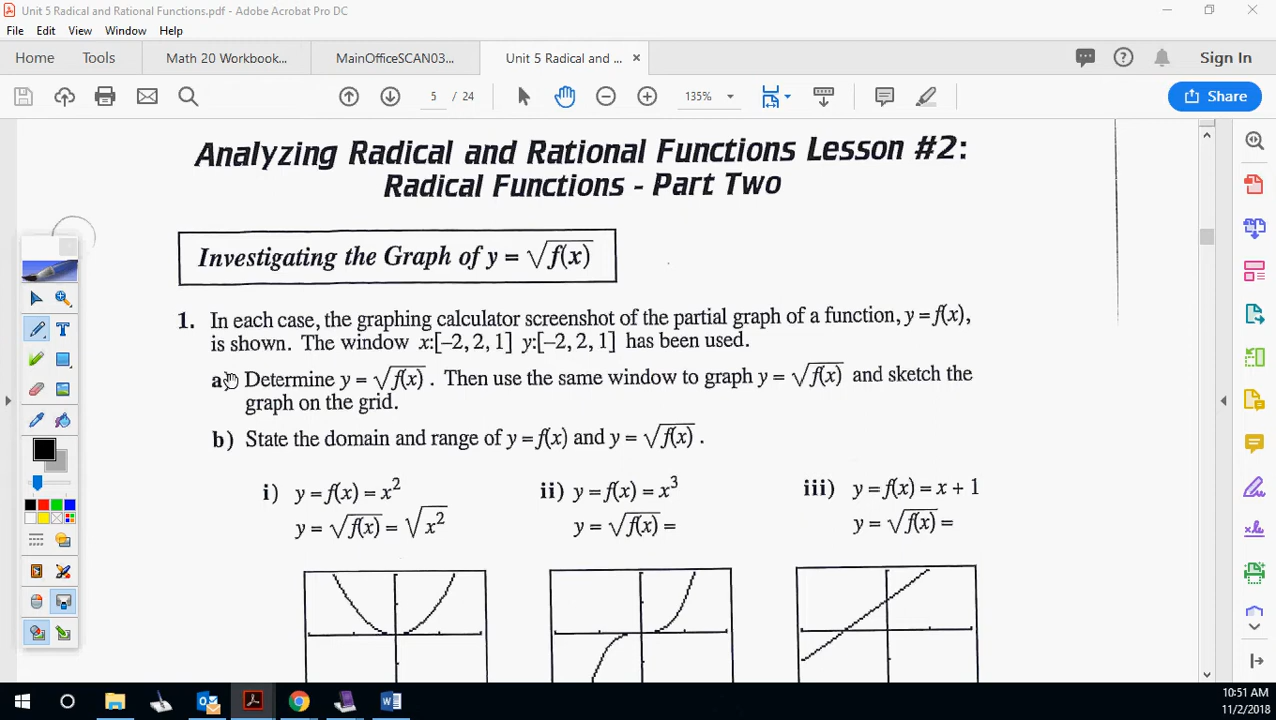 Unit 5 Radical and Rational Functions.pdf - Adobe Acrobat Pro DC
File Edit View Window Help
Home Tools Math 20 Workbook... MainOfficeSCAN03... Unit 5 Radical and ... × Sign In
5 / 24 135% Share
Analyzing Radical and Rational Functions Lesson #2:
Radical Functions - Part Two
Investigating the Graph of y = √f(x)
1. In each case, the graphing calculator screenshot of the partial graph of a function, y = f(x),
is shown. The window x:[–2, 2, 1] y:[–2, 2, 1] has been used.
a) Determine y = √f(x) . Then use the same window to graph y = √f(x) and sketch the
graph on the grid.
b) State the domain and range of y = f(x) and y = √f(x) .
i) y = f(x) = x² ii) y = f(x) = x³ iii) y = f(x) = x + 1
y = √f(x) = √x² y = √f(x) = y = √f(x) =
10:51 AM
11/2/2018